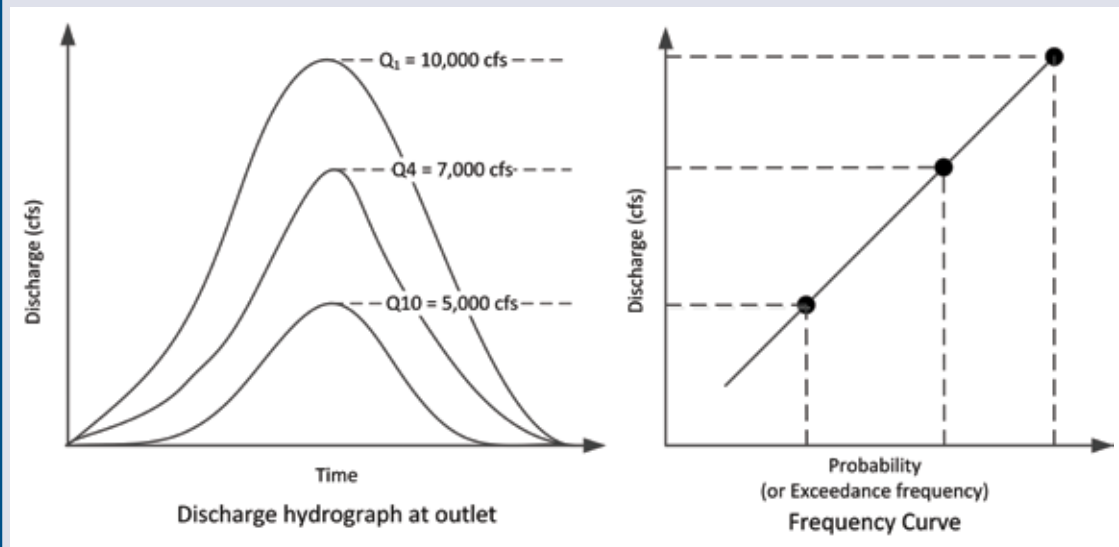 Discharge (cfs)
Q₁ = 10,000 cfs
Q4 = 7,000 cfs
Q10 = 5,000 cfs
Time
Discharge hydrograph at outlet
Discharge (cfs)
Probability
(or Exceedance frequency)
Frequency Curve